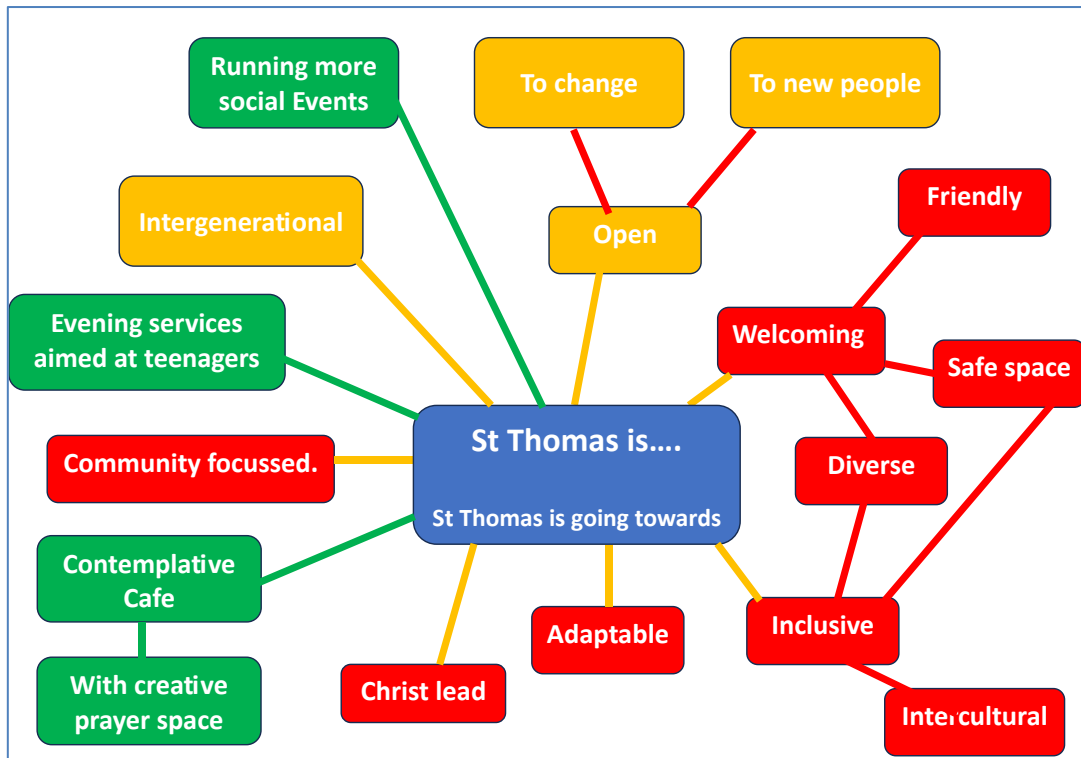 Running more
social Events
To change
To new people
Friendly
Intergenerational
Open
Evening services
aimed at teenagers
Welcoming
Safe space
St Thomas is....
Community focussed.
Diverse
St Thomas is going towards
Contemplative
Cafe
Adaptable
Inclusive
With creative
prayer space
Christ lead
Intercultural